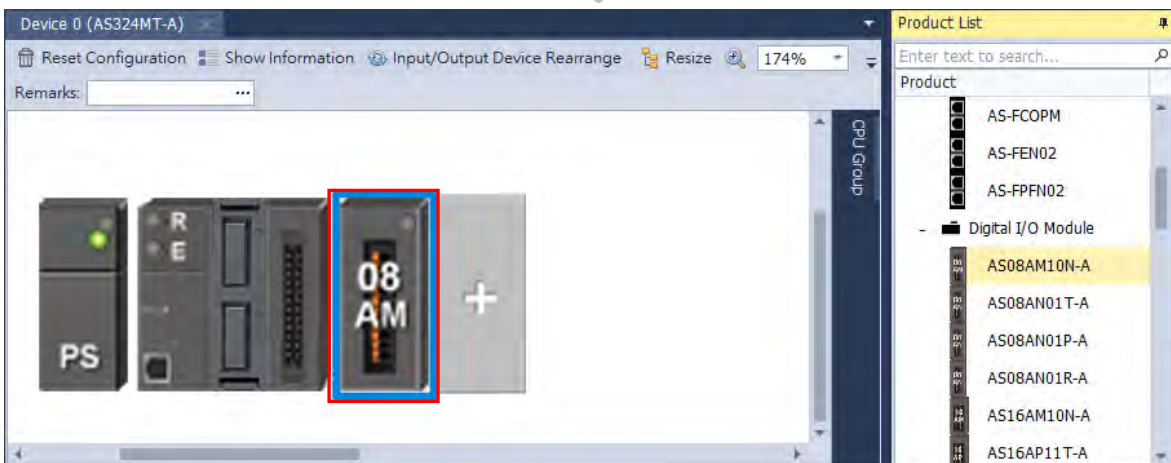 Device 0 (AS324MT-A)
Reset Configuration Show Information Input/Output Device Rearrange Resize 174%
Remarks: ...
CPU Group
PS
R
E
08
AM
+
Product List
Enter text to search...
Product
AS-FCOPM
AS-FEN02
AS-FPFN02
- Digital I/O Module
AS08AM10N-A
AS08AN01T-A
AS08AN01P-A
AS08AN01R-A
AS16AM10N-A
AS16AP11T-A